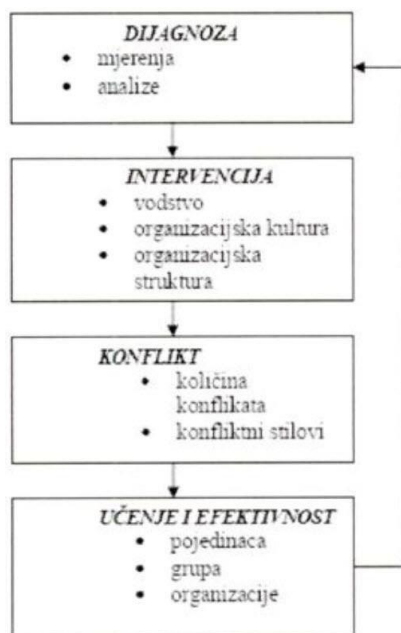 DIJAGNOZA
• mjerenja
• analize
INTERVENCIJA
• vodstvo
• organizacijska kultura
• organizacijska
struktura
KONFLIKT
• količina
konflikata
• konfliktni stilovi
UČENJE I EFEKTIVNOST
• pojedinaca
• grupa
• organizacije